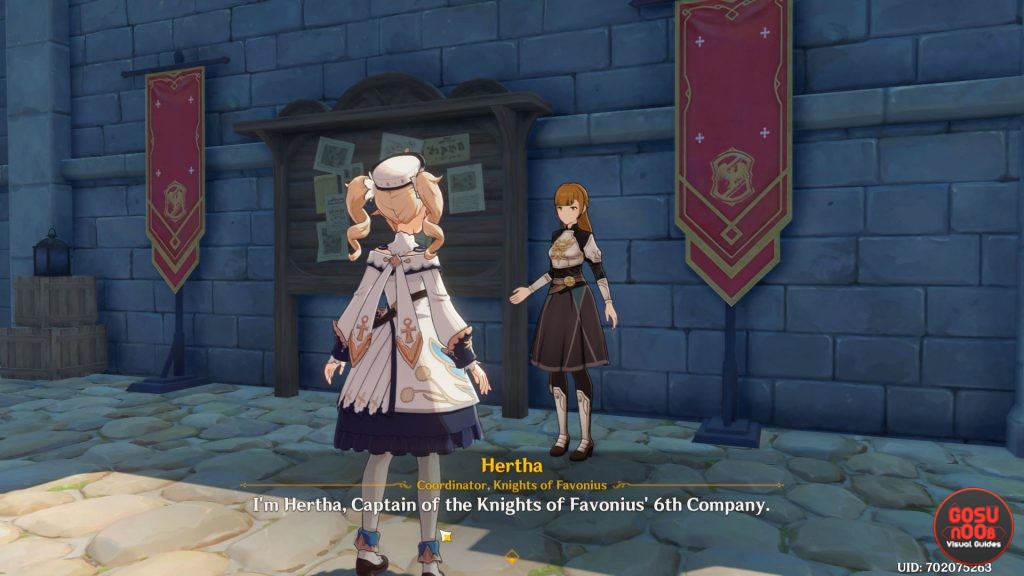 Hertha
Coordinator, Knights of Favonius
I'm Hertha, Captain of the Knights of Favonius' 6th Company.
GOSU
NOOB
Visual Guides
UID: 702075263